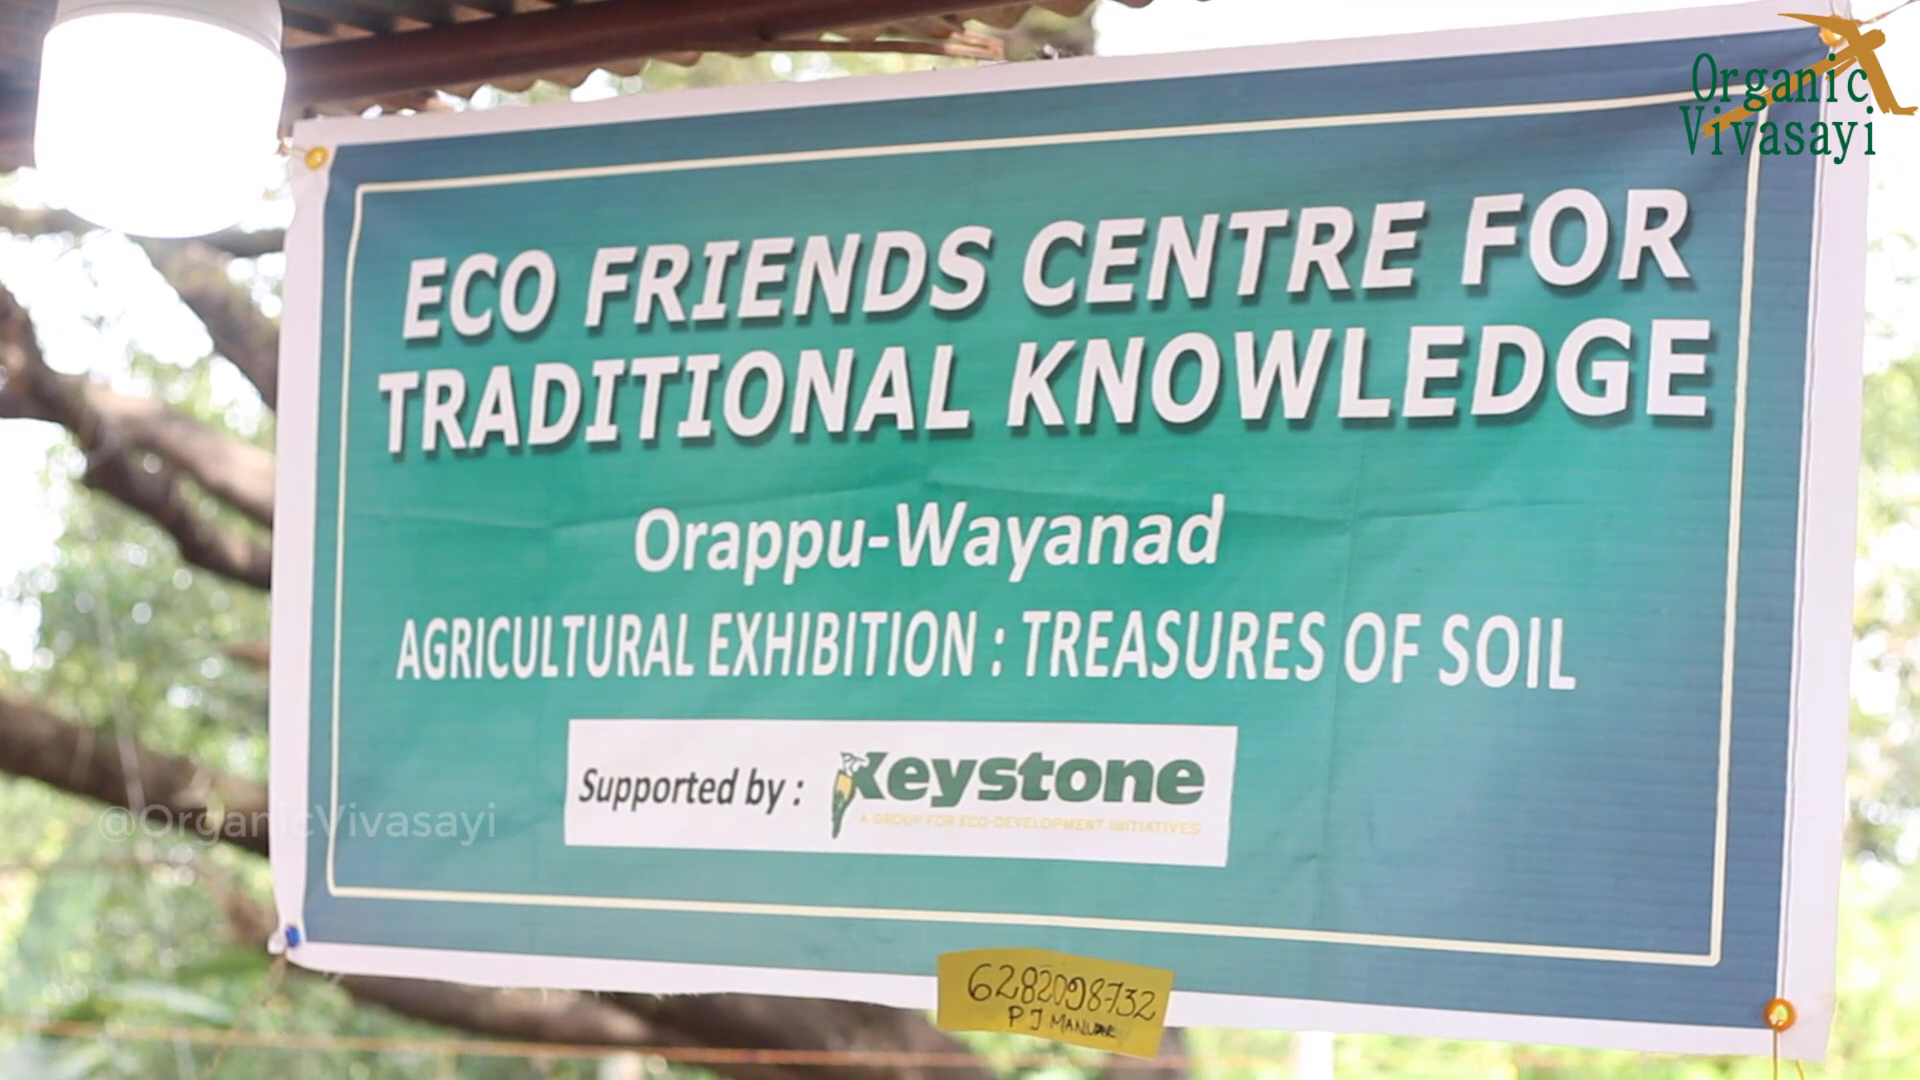 Organic
Vivasayi
ECO FRIENDS CENTRE FOR
TRADITIONAL KNOWLEDGE
Orappu-Wayanad
AGRICULTURAL EXHIBITION : TREASURES OF SOIL
Supported by : Keystone
A GROUP FOR ECO-DEVELOPMENT INITIATIVES
@OrganicVivasayi
6282098732
P J